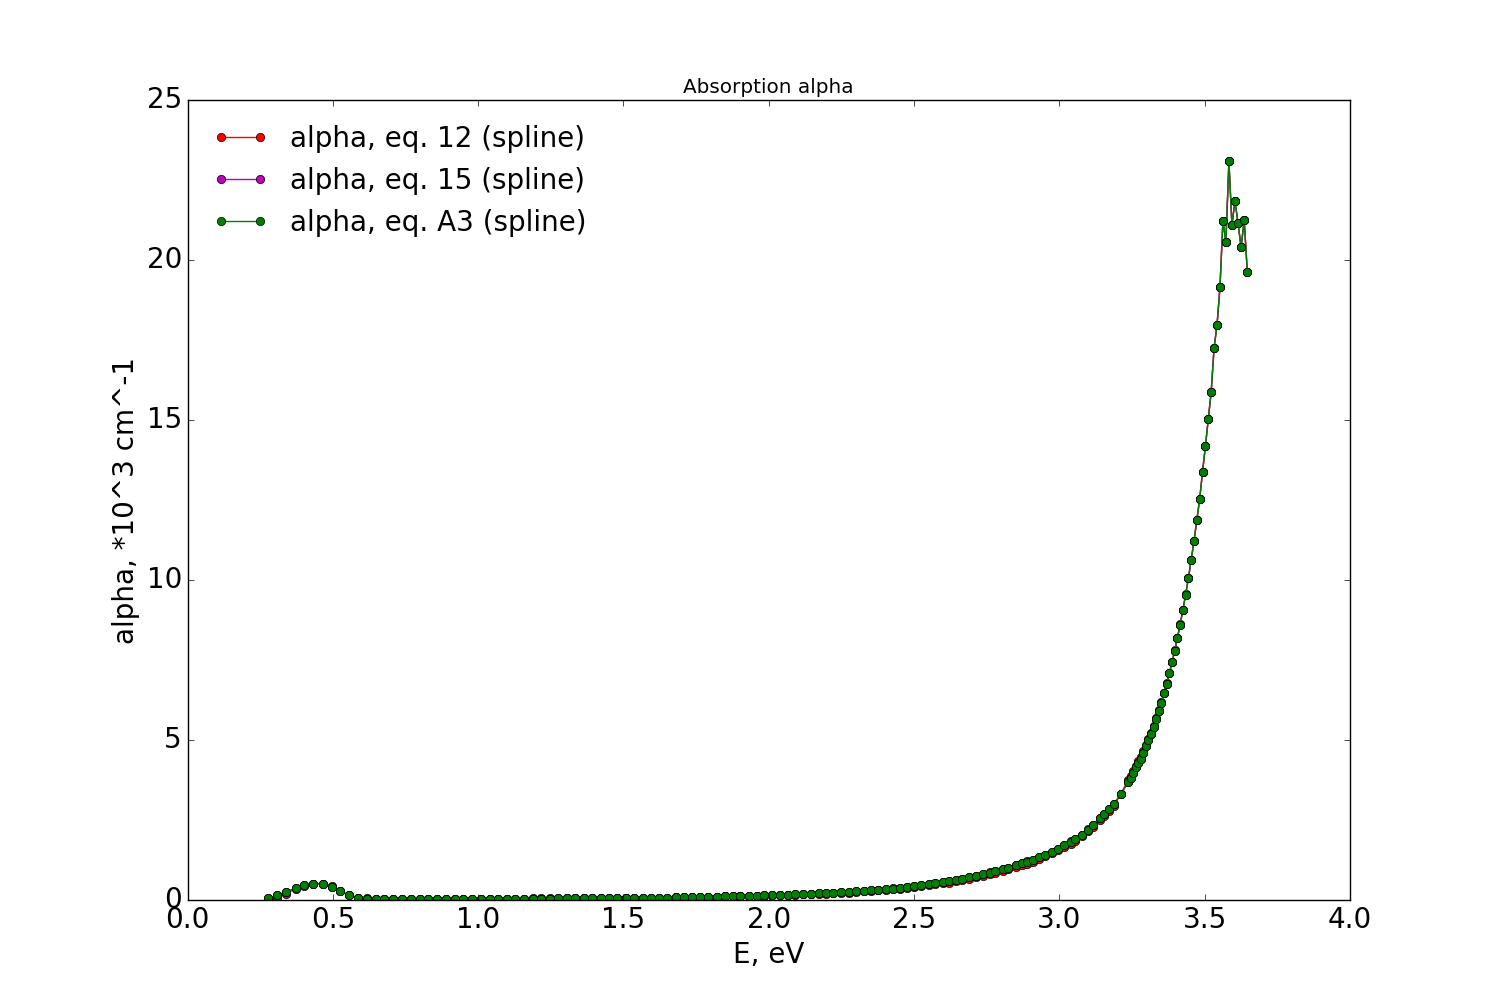 Absorption alpha
25
20
15
10
5
0
alpha, *10^3 cm^-1
alpha, eq. 12 (spline)
alpha, eq. 15 (spline)
alpha, eq. A3 (spline)
0.0 0.5 1.0 1.5 2.0 2.5 3.0 3.5 4.0
E, eV